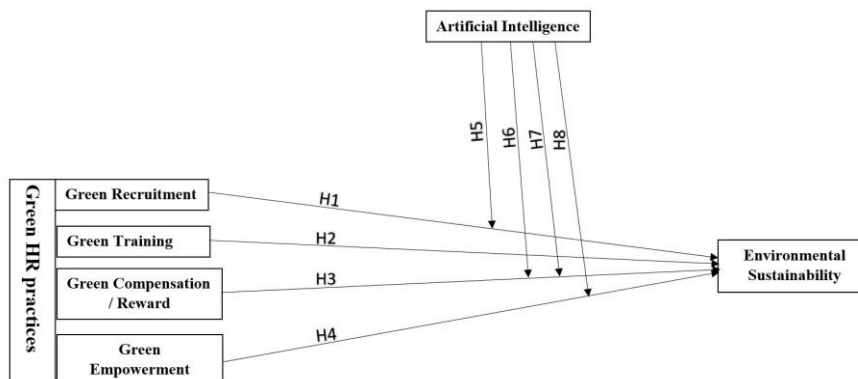 Artificial Intelligence
H5
H6
H7
H8
Green HR practices
Green Recruitment
H1
Green Training
H2
Green Compensation
/ Reward
H3
Green
Empowerment
H4
Environmental
Sustainability